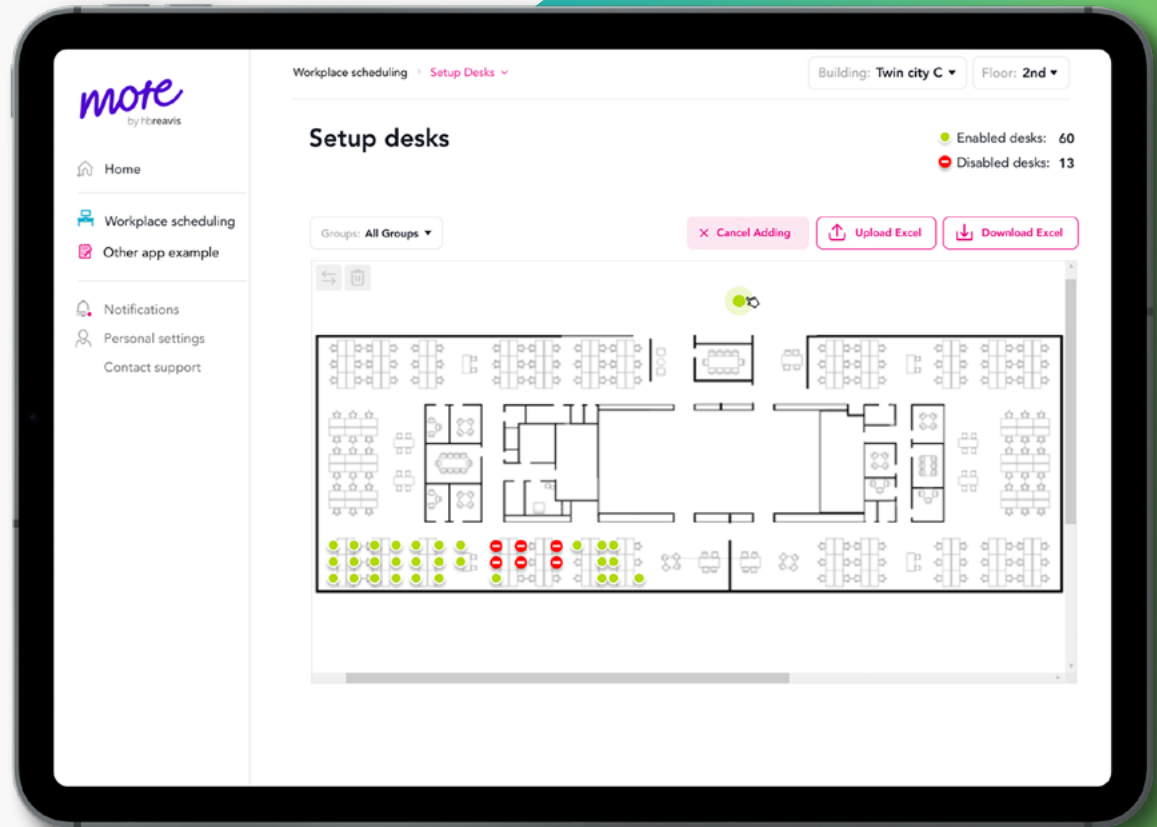 more
by hbreavis
Home
Workplace scheduling
Other app example
Notifications
Personal settings
Contact support
Workplace scheduling > Setup Desks
Building: Twin city C
Floor: 2nd
Setup desks
Enabled desks: 60
Disabled desks: 13
Groups: All Groups
Cancel Adding
Upload Excel
Download Excel